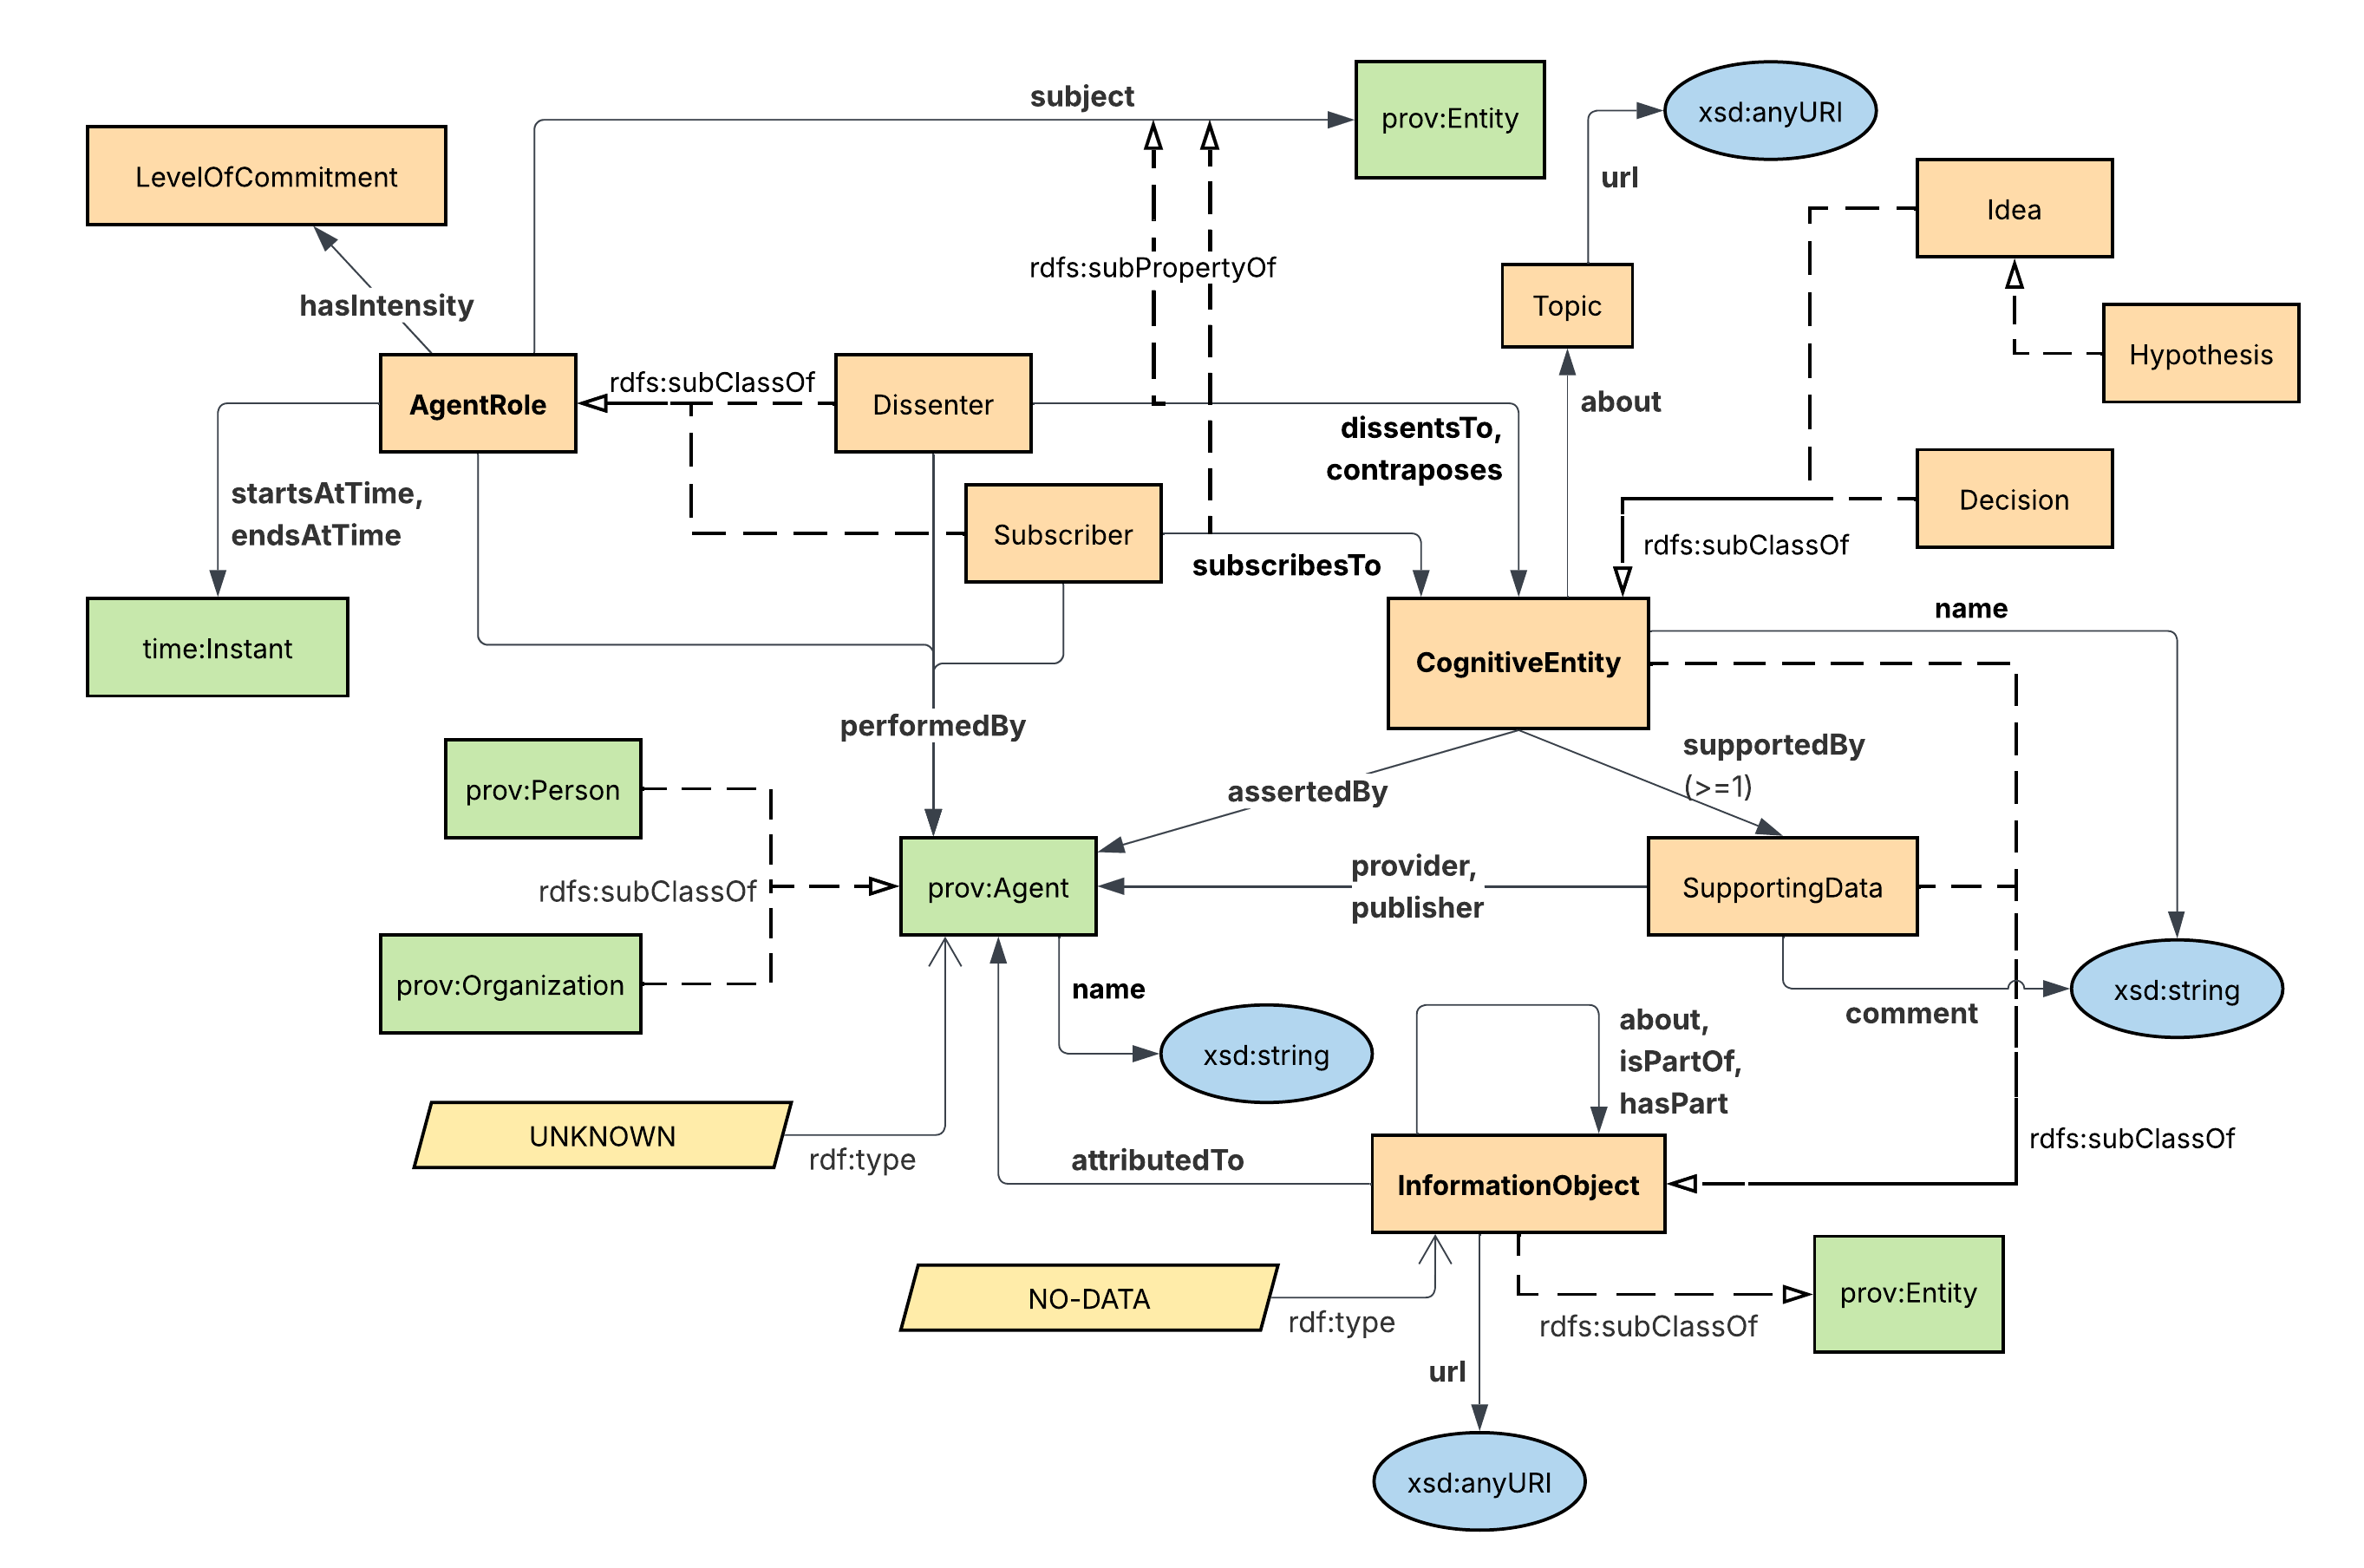 subject
prov:Entity
xsd:anyURI
LevelOfCommitment
url
Idea
rdfs:subPropertyOf
hasIntensity
Topic
Hypothesis
rdfs:subClassOf
AgentRole
Dissenter
about
dissentsTo,
contraposes
startsAtTime,
endsAtTime
Subscriber
subscribesTo
Decision
rdfs:subClassOf
name
time:Instant
CognitiveEntity
performedBy
supportedBy
(>=1)
prov:Person
assertedBy
provider,
publisher
rdfs:subClassOf
prov:Agent
SupportingData
prov:Organization
name
xsd:string
comment
xsd:string
about,
isPartOf,
hasPart
UNKNOWN
rdf:type
attributedTo
rdfs:subClassOf
InformationObject
NO-DATA
rdf:type
prov:Entity
rdfs:subClassOf
url
xsd:anyURI